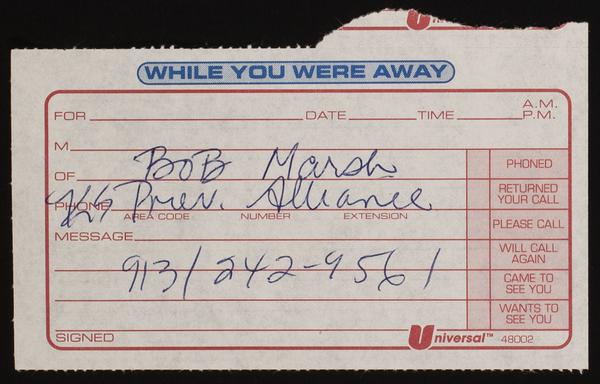 WHILE YOU WERE AWAY
FOR DATE TIME A.M. P.M.
M
BOB Marsh
OF PHONED
KS Prev. Alliance RETURNED YOUR CALL
PHONE AREA CODE NUMBER EXTENSION
MESSAGE PLEASE CALL
913/242-9561 WILL CALL AGAIN
CAME TO SEE YOU
WANTS TO SEE YOU
SIGNED Universal™ 48002